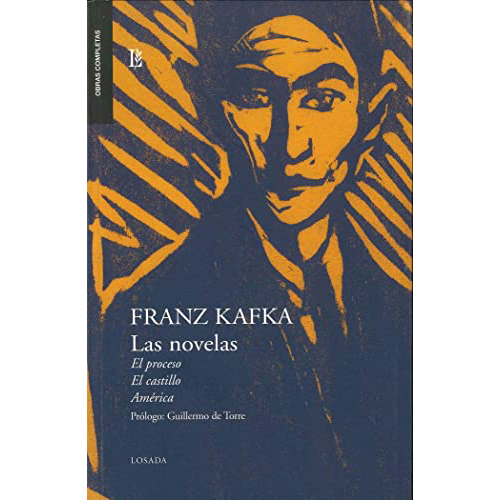 OBRAS COMPLETAS
L
FRANZ KAFKA
Las novelas
El proceso
El castillo
América
Prólogo: Guillermo de Torre
LOSADA